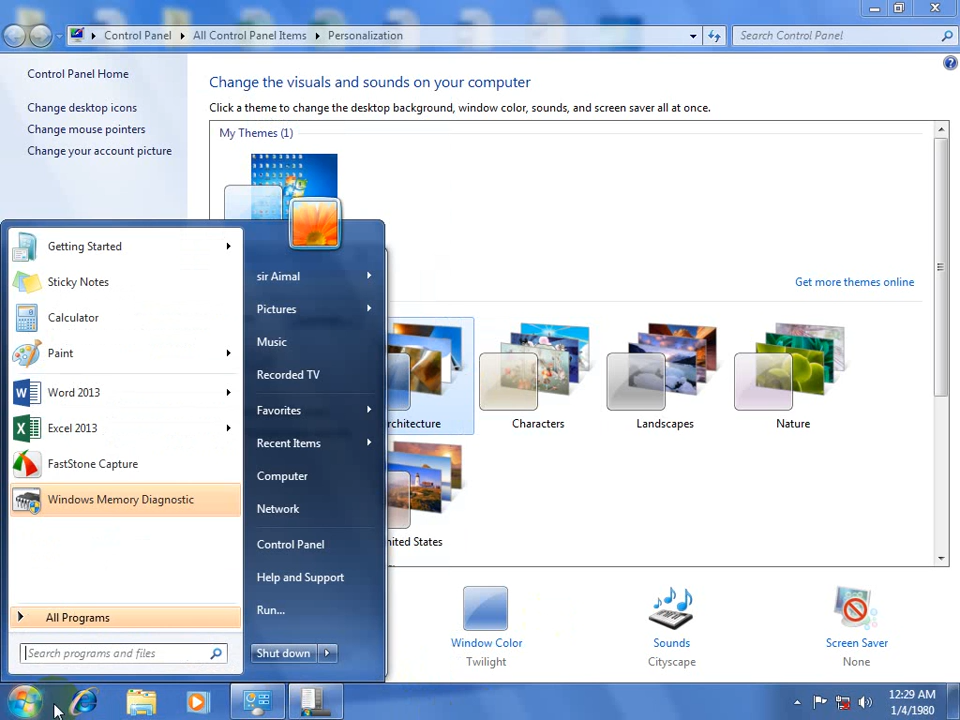 Control Panel
All Control Panel Items
Personalization
Search Control Panel
Control Panel Home
Change desktop icons
Change mouse pointers
Change your account picture
Change the visuals and sounds on your computer
Click a theme to change the desktop background, window color, sounds, and screen saver all at once.
My Themes (1)
Get more themes online
rchitecture
Characters
Landscapes
Nature
nited States
Window Color
Twilight
Sounds
Cityscape
Screen Saver
None
Getting Started
Sticky Notes
Calculator
Paint
Word 2013
Excel 2013
FastStone Capture
Windows Memory Diagnostic
All Programs
Search programs and files
sir Aimal
Pictures
Music
Recorded TV
Favorites
Recent Items
Computer
Network
Control Panel
Help and Support
Run...
Shut down
12:29 AM
1/4/1980